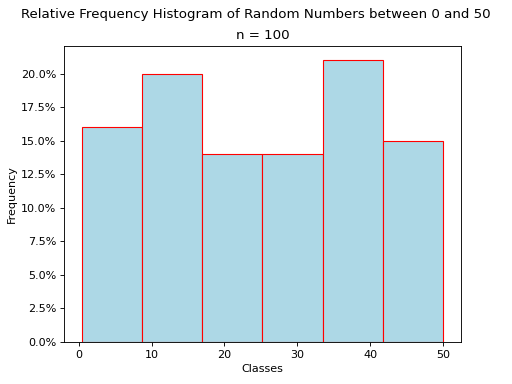 Relative Frequency Histogram of Random Numbers between 0 and 50
n = 100
20.0%
17.5%
15.0%
12.5%
10.0%
7.5%
5.0%
2.5%
0.0%
Frequency
0 10 20 30 40 50
Classes